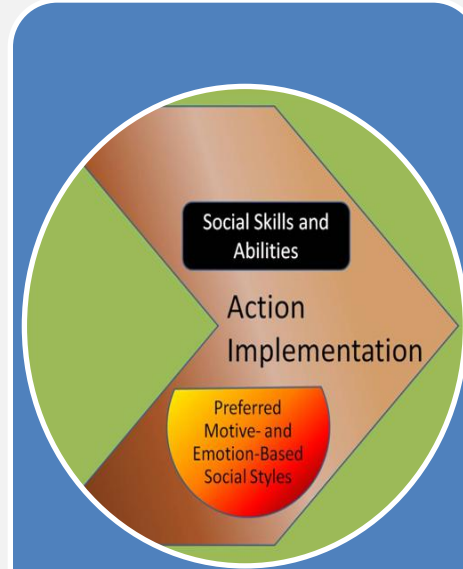 Social Skills and
Abilities
Action
Implementation
Preferred
Motive- and
Emotion-Based
Social Styles